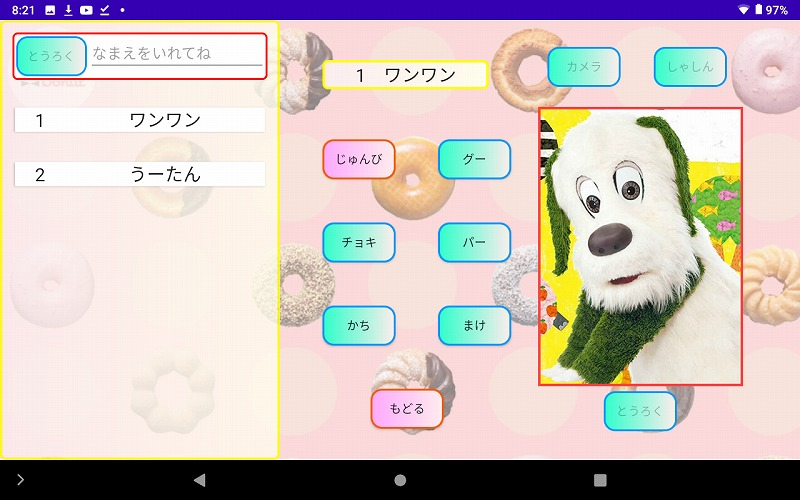 8:21
97%
とうろく なまえをいれてね
1 ワンワン
2 うーたん
1 ワンワン
カメラ しゃしん
じゅんび グー
チョキ パー
かち まけ
もどる とうろく